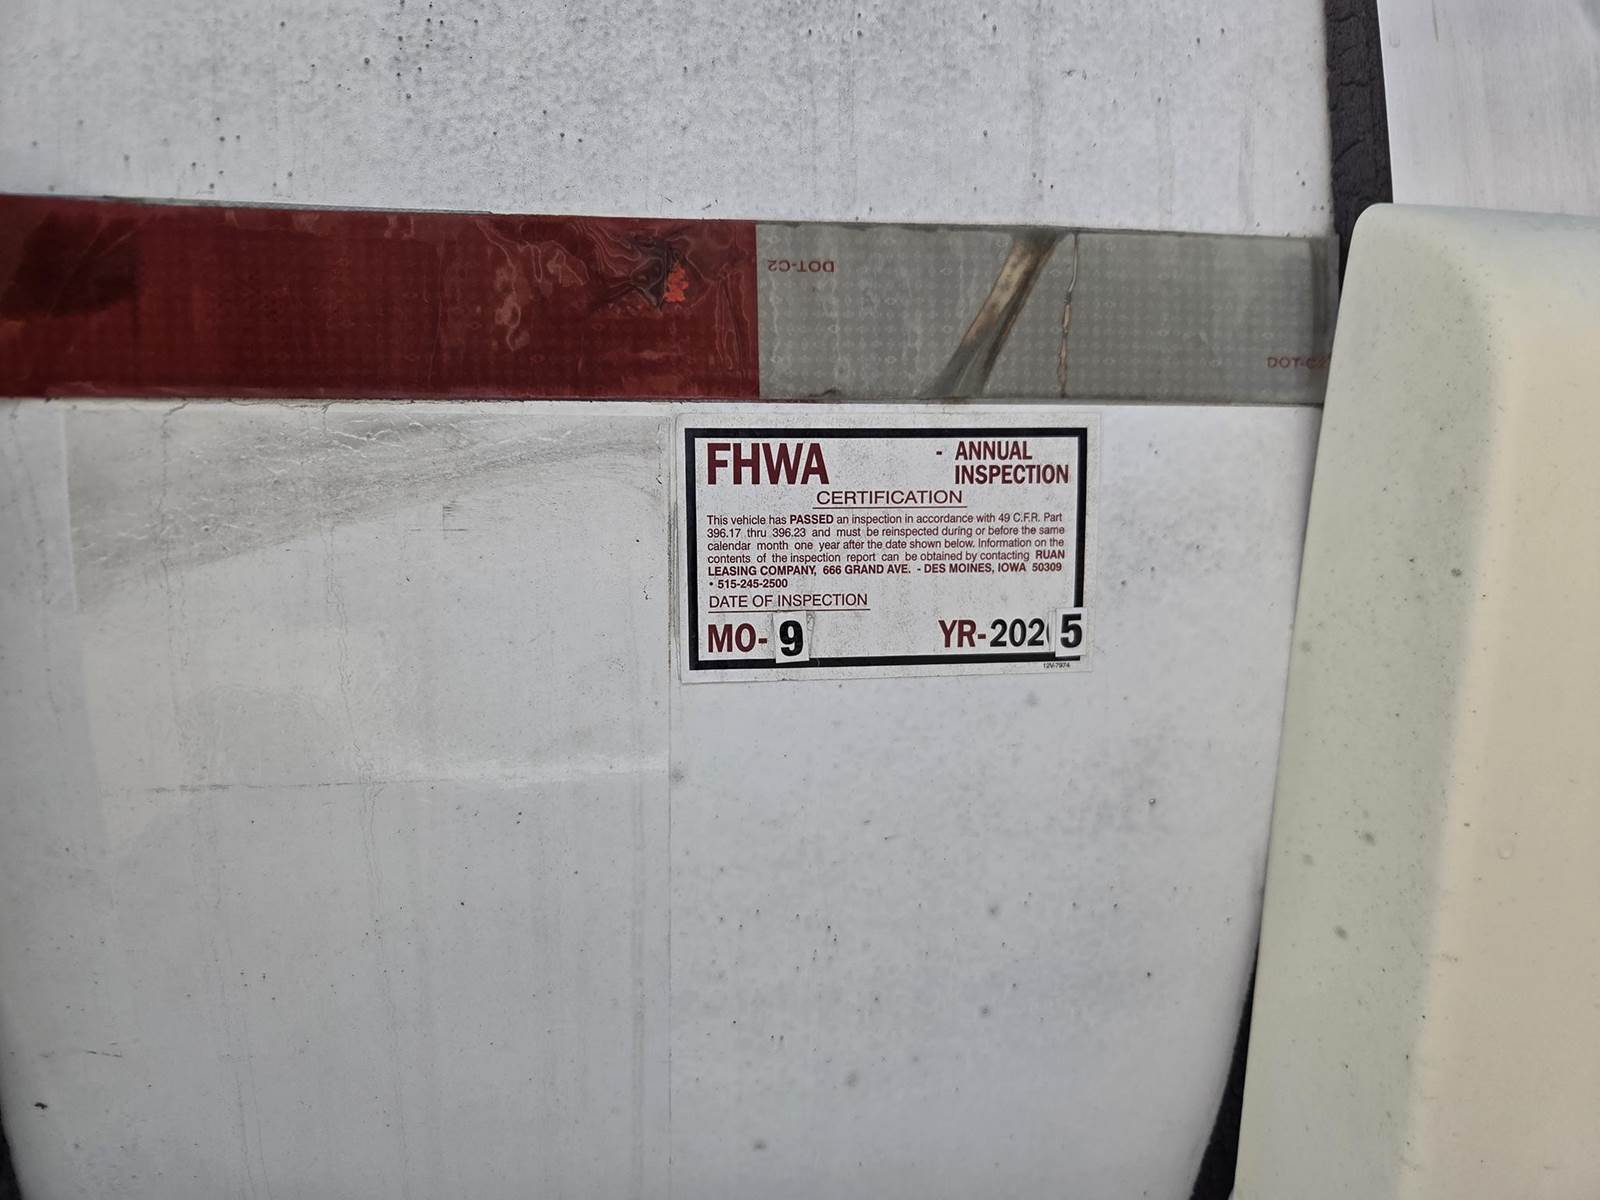 DOT-C2
DOT-C2
FHWA - ANNUAL
INSPECTION
CERTIFICATION
This vehicle has PASSED an inspection in accordance with 49 C.F.R. Part
396.17 thru 396.23 and must be reinspected during or before the same
calendar month one year after the date shown below. Information on the
contents of the inspection report can be obtained by contacting RUAN
LEASING COMPANY, 666 GRAND AVE. - DES MOINES, IOWA 50309
• 515-245-2500
DATE OF INSPECTION
MO- 9 YR-202 5
12V-7974